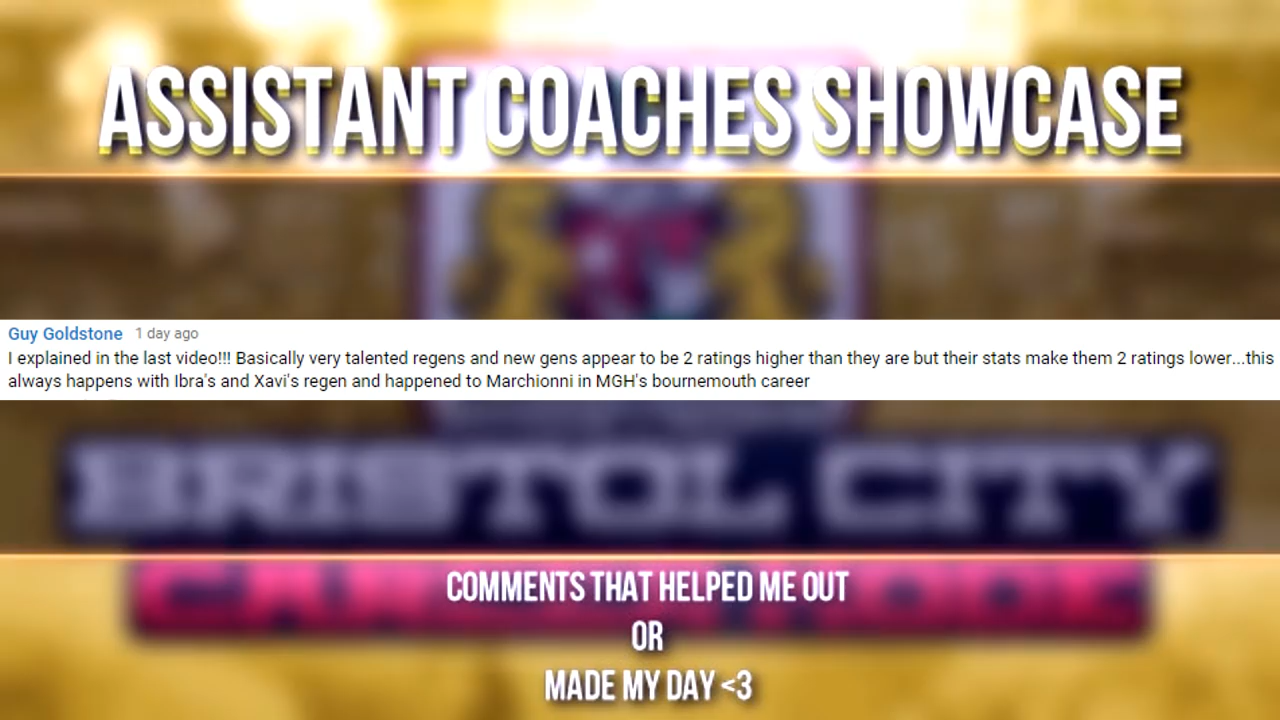 ASSISTANT COACHES SHOWCASE
Guy Goldstone 1 day ago
I explained in the last video!!! Basically very talented regens and new gens appear to be 2 ratings higher than they are but their stats make them 2 ratings lower...this
always happens with Ibra's and Xavi's regen and happened to Marchionni in MGH's bournemouth career
BRISTOL CITY
CAREER MODE
COMMENTS THAT HELPED ME OUT
OR
MADE MY DAY <3